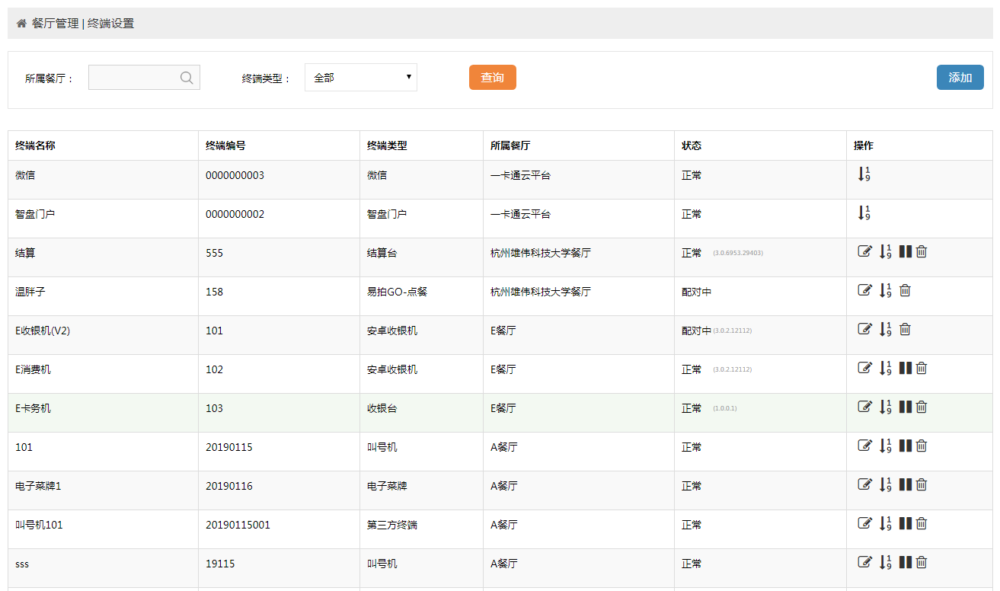 餐厅管理 | 终端设置
所属餐厅： 终端类型： 全部 查询 添加
终端名称 终端编号 终端类型 所属餐厅 状态 操作
微信 0000000003 微信 一卡通云平台 正常
智盘门户 0000000002 智盘门户 一卡通云平台 正常
结算 555 结算台 杭州雄伟科技大学餐厅 正常 (3.0.6953.29403)
温胖子 158 易拍GO-点餐 杭州雄伟科技大学餐厅 配对中
E收银机(V2) 101 安卓收银机 E餐厅 配对中 (3.0.2.12112)
E消费机 102 安卓收银机 E餐厅 正常 (3.0.2.12112)
E卡务机 103 收银台 E餐厅 正常 (1.0.0.1)
101 20190115 叫号机 A餐厅 正常
电子菜牌1 20190116 电子菜牌 A餐厅 正常
叫号机101 20190115001 第三方终端 A餐厅 正常
sss 19115 叫号机 A餐厅 正常